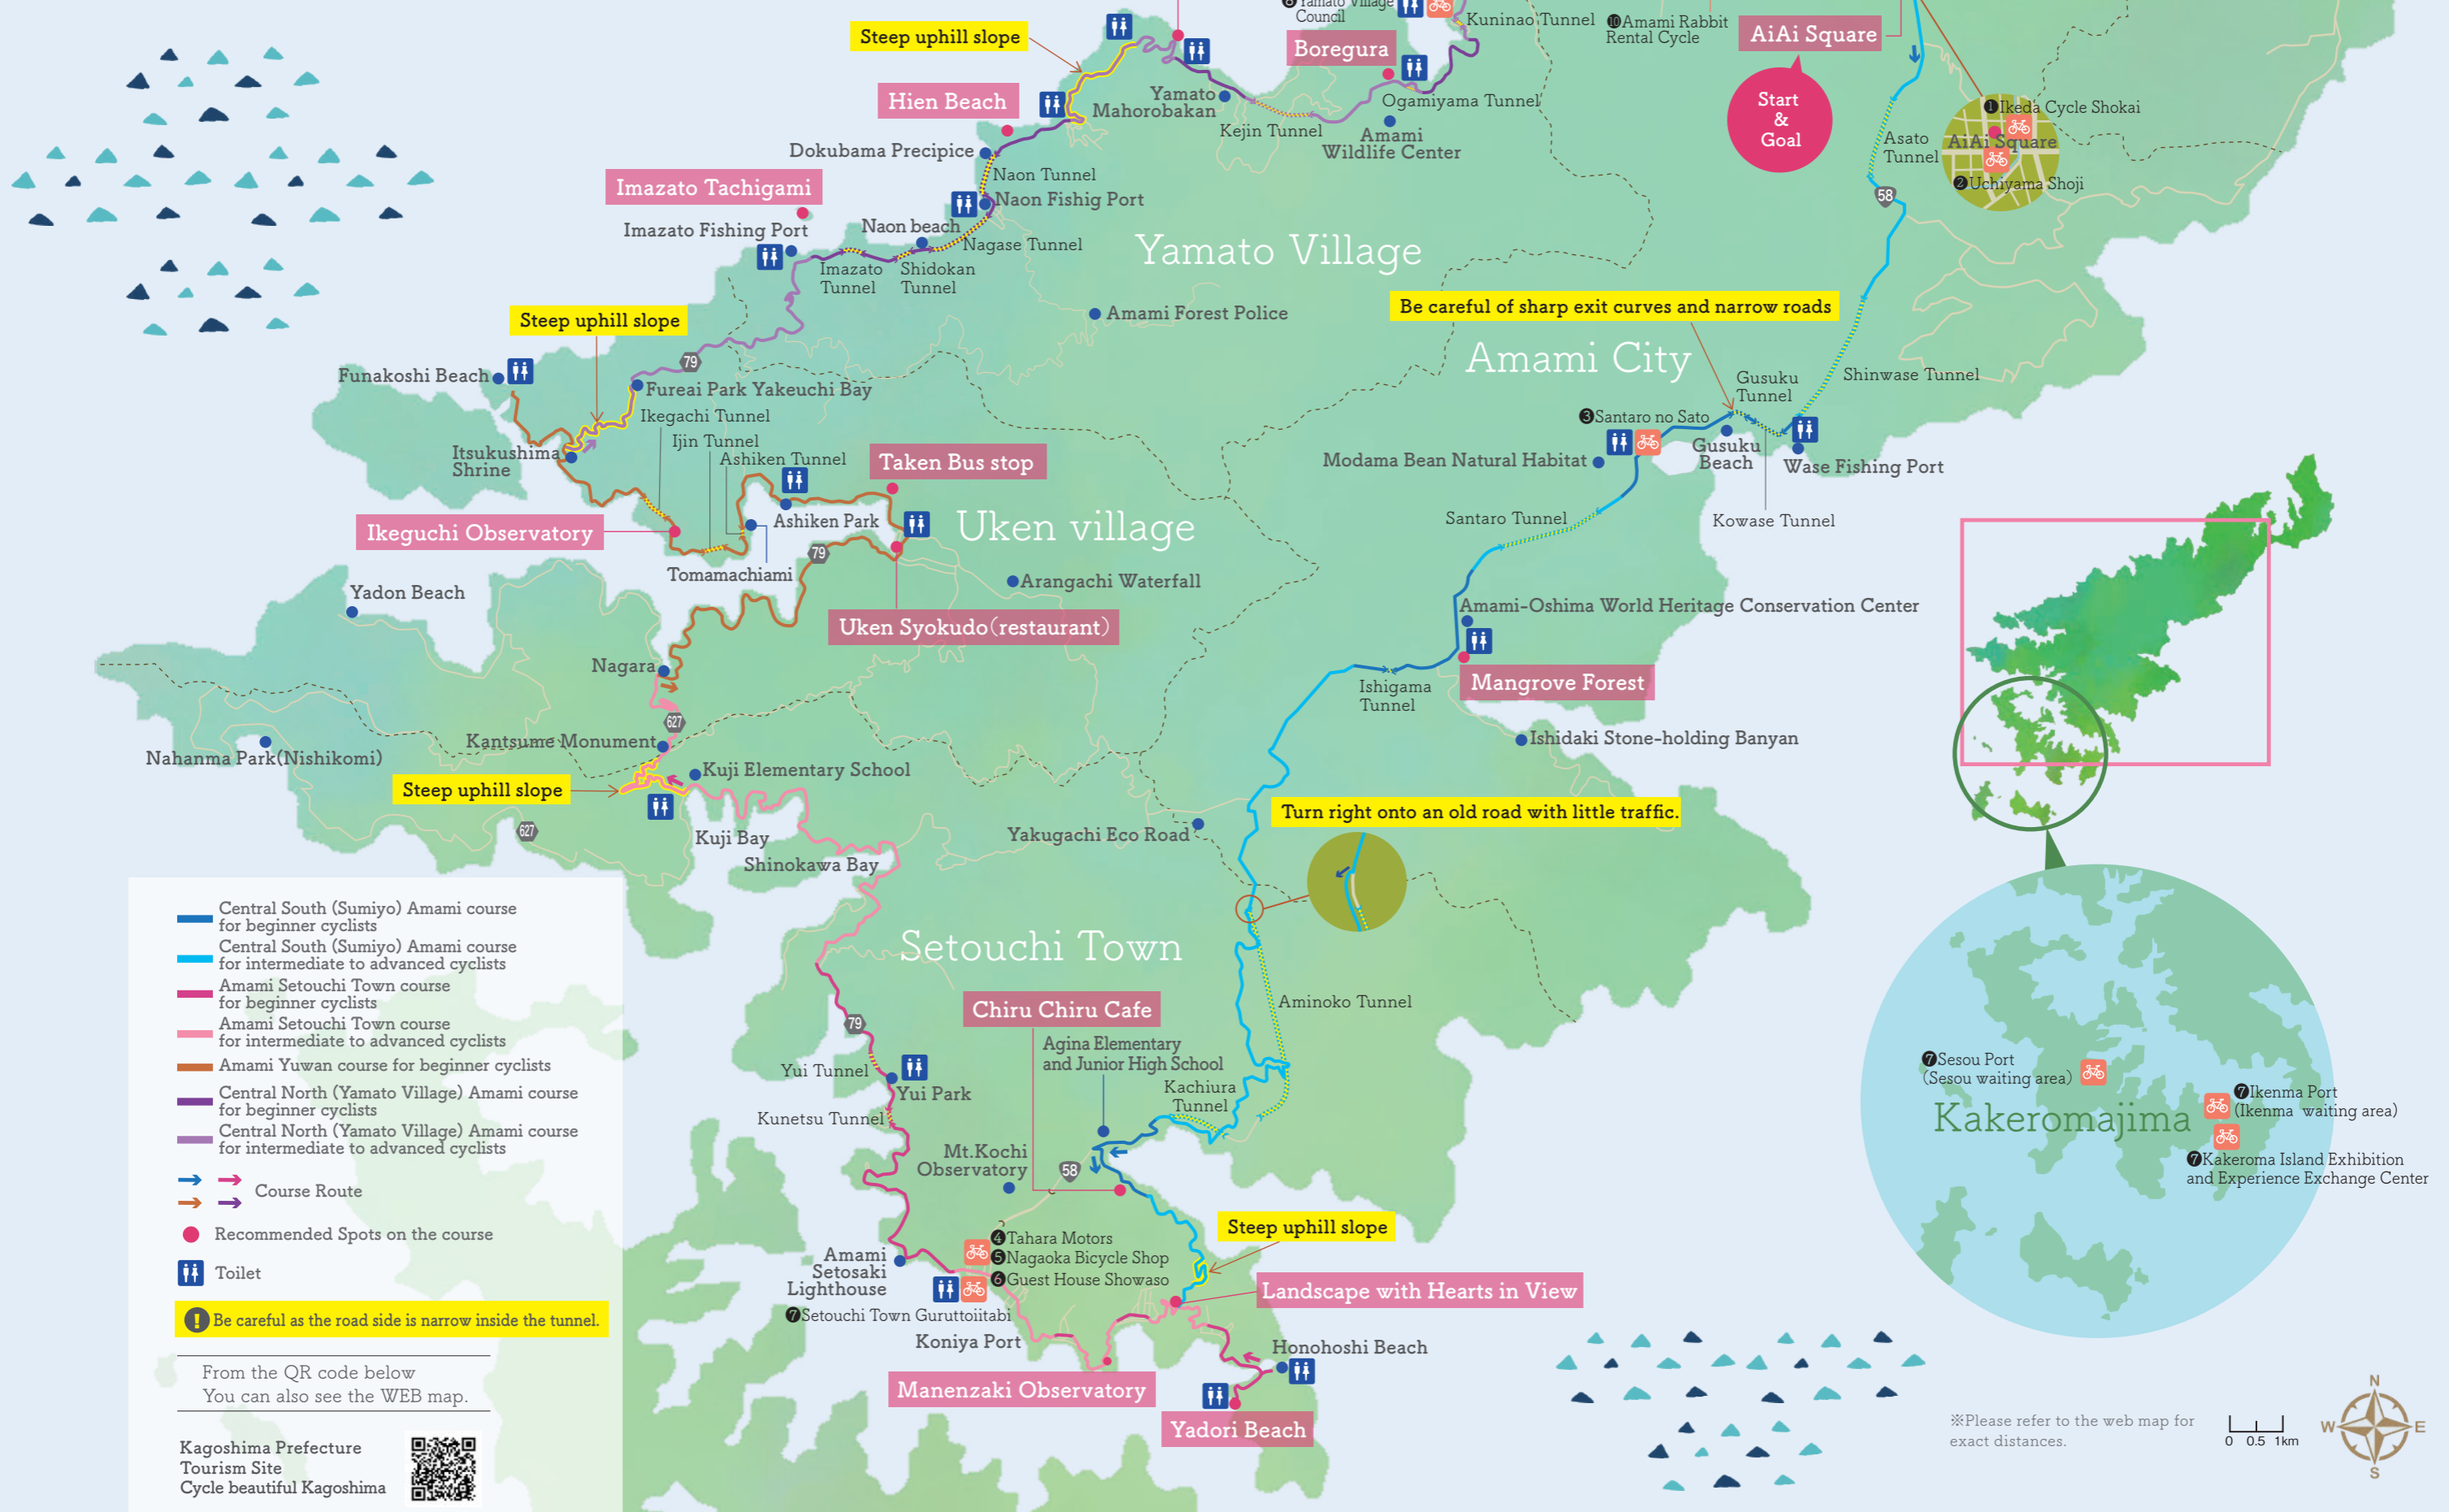 ❽Yamato Village
Council
Kuninao Tunnel
❿Amami Rabbit
Rental Cycle
AiAi Square
Steep uphill slope
Boregura
Hien Beach
Yamato
Mahorobakan
Ogamiyama Tunnel
Kejin Tunnel
Amami
Wildlife Center
Start
&
Goal
❶Ikeda Cycle Shokai
AiAi Square
❷Uchiyama Shoji
Asato
Tunnel
58
Dokubama Precipice
Naon Tunnel
Imazato Tachigami
Naon Fishig Port
Imazato Fishing Port
Naon beach
Nagase Tunnel
Imazato
Tunnel
Shidokan
Tunnel
Yamato Village
Amami Forest Police
Be careful of sharp exit curves and narrow roads
Steep uphill slope
Amami City
79
Funakoshi Beach
Fureai Park Yakeuchi Bay
Gusuku
Tunnel
Shinwase Tunnel
Ikegachi Tunnel
❸Santaro no Sato
Ijin Tunnel
Itsukushima
Shrine
Ashiken Tunnel
Taken Bus stop
Modama Bean Natural Habitat
Gusuku
Beach
Wase Fishing Port
Ikeguchi Observatory
Ashiken Park
Uken village
Santaro Tunnel
Kowase Tunnel
79
Tomamachiami
Arangachi Waterfall
Yadon Beach
Uken Syokudo(restaurant)
Amami-Oshima World Heritage Conservation Center
Nagara
Mangrove Forest
Ishigama
Tunnel
627
Kantsume Monument
Nahanma Park(Nishikomi)
Ishidaki Stone-holding Banyan
Kuji Elementary School
Steep uphill slope
627
Kuji Bay
Shinokawa Bay
Yakugachi Eco Road
Turn right onto an old road with little traffic.
Setouchi Town
Aminoko Tunnel
Chiru Chiru Cafe
79
Agina Elementary
and Junior High School
Yui Tunnel
Yui Park
Kachiura
Tunnel
Kunetsu Tunnel
Mt.Kochi
Observatory
58
Steep uphill slope
❹Tahara Motors
❺Nagaoka Bicycle Shop
❻Guest House Showaso
Amami
Setosaki
Lighthouse
❼Setouchi Town Guruttoiitabi
Landscape with Hearts in View
Koniya Port
Honohoshi Beach
Manenzaki Observatory
Yadori Beach
❼Sesou Port
(Sesou waiting area)
❼Ikenma Port
(Ikenma waiting area)
Kakeromajima
❼Kakeroma Island Exhibition
and Experience Exchange Center
Central South (Sumiyo) Amami course
for beginner cyclists
Central South (Sumiyo) Amami course
for intermediate to advanced cyclists
Amami Setouchi Town course
for beginner cyclists
Amami Setouchi Town course
for intermediate to advanced cyclists
Amami Yuwan course for beginner cyclists
Central North (Yamato Village) Amami course
for beginner cyclists
Central North (Yamato Village) Amami course
for intermediate to advanced cyclists
Course Route
Recommended Spots on the course
Toilet
! Be careful as the road side is narrow inside the tunnel.
From the QR code below
You can also see the WEB map.
Kagoshima Prefecture
Tourism Site
Cycle beautiful Kagoshima
※Please refer to the web map for
exact distances.
0 0.5 1km
N
W
E
S